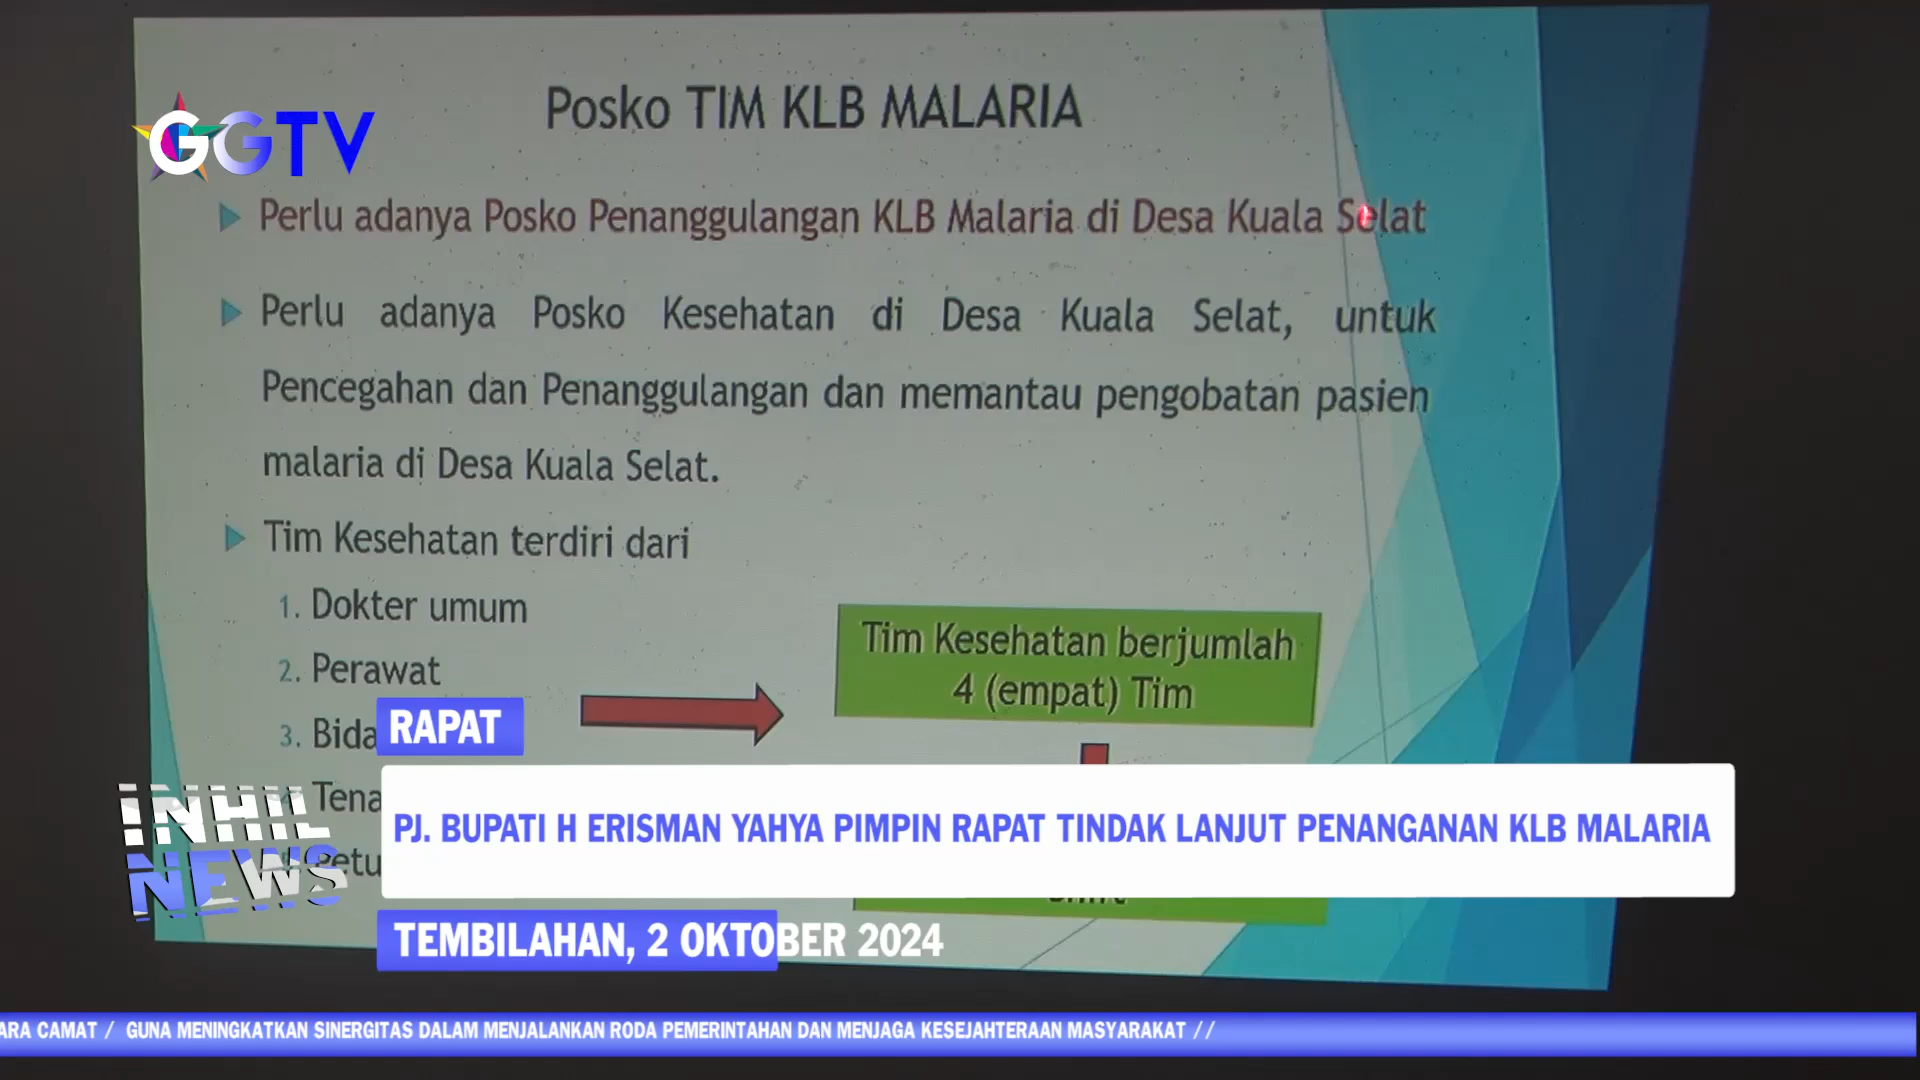 Posko TIM KLB MALARIA
GGTV
Perlu adanya Posko Penanggulangan KLB Malaria di Desa Kuala Selat
Perlu adanya Posko Kesehatan di Desa Kuala Selat, untuk
Pencegahan dan Penanggulangan dan memantau pengobatan pasien
malaria di Desa Kuala Selat.
Tim Kesehatan terdiri dari
1. Dokter umum
2. Perawat
3.
Tim Kesehatan berjumlah
4 (empat) Tim
RAPAT
INHIL
NEWS
PJ. BUPATI H ERISMAN YAHYA PIMPIN RAPAT TINDAK LANJUT PENANGANAN KLB MALARIA
TEMBILAHAN, 2 OKTOBER 2024
CAMAT / GUNA MENINGKATKAN SINERGITAS DALAM MENJALANKAN RODA PEMERINTAHAN DAN MENJAGA KESEJAHTERAAN MASYARAKAT //